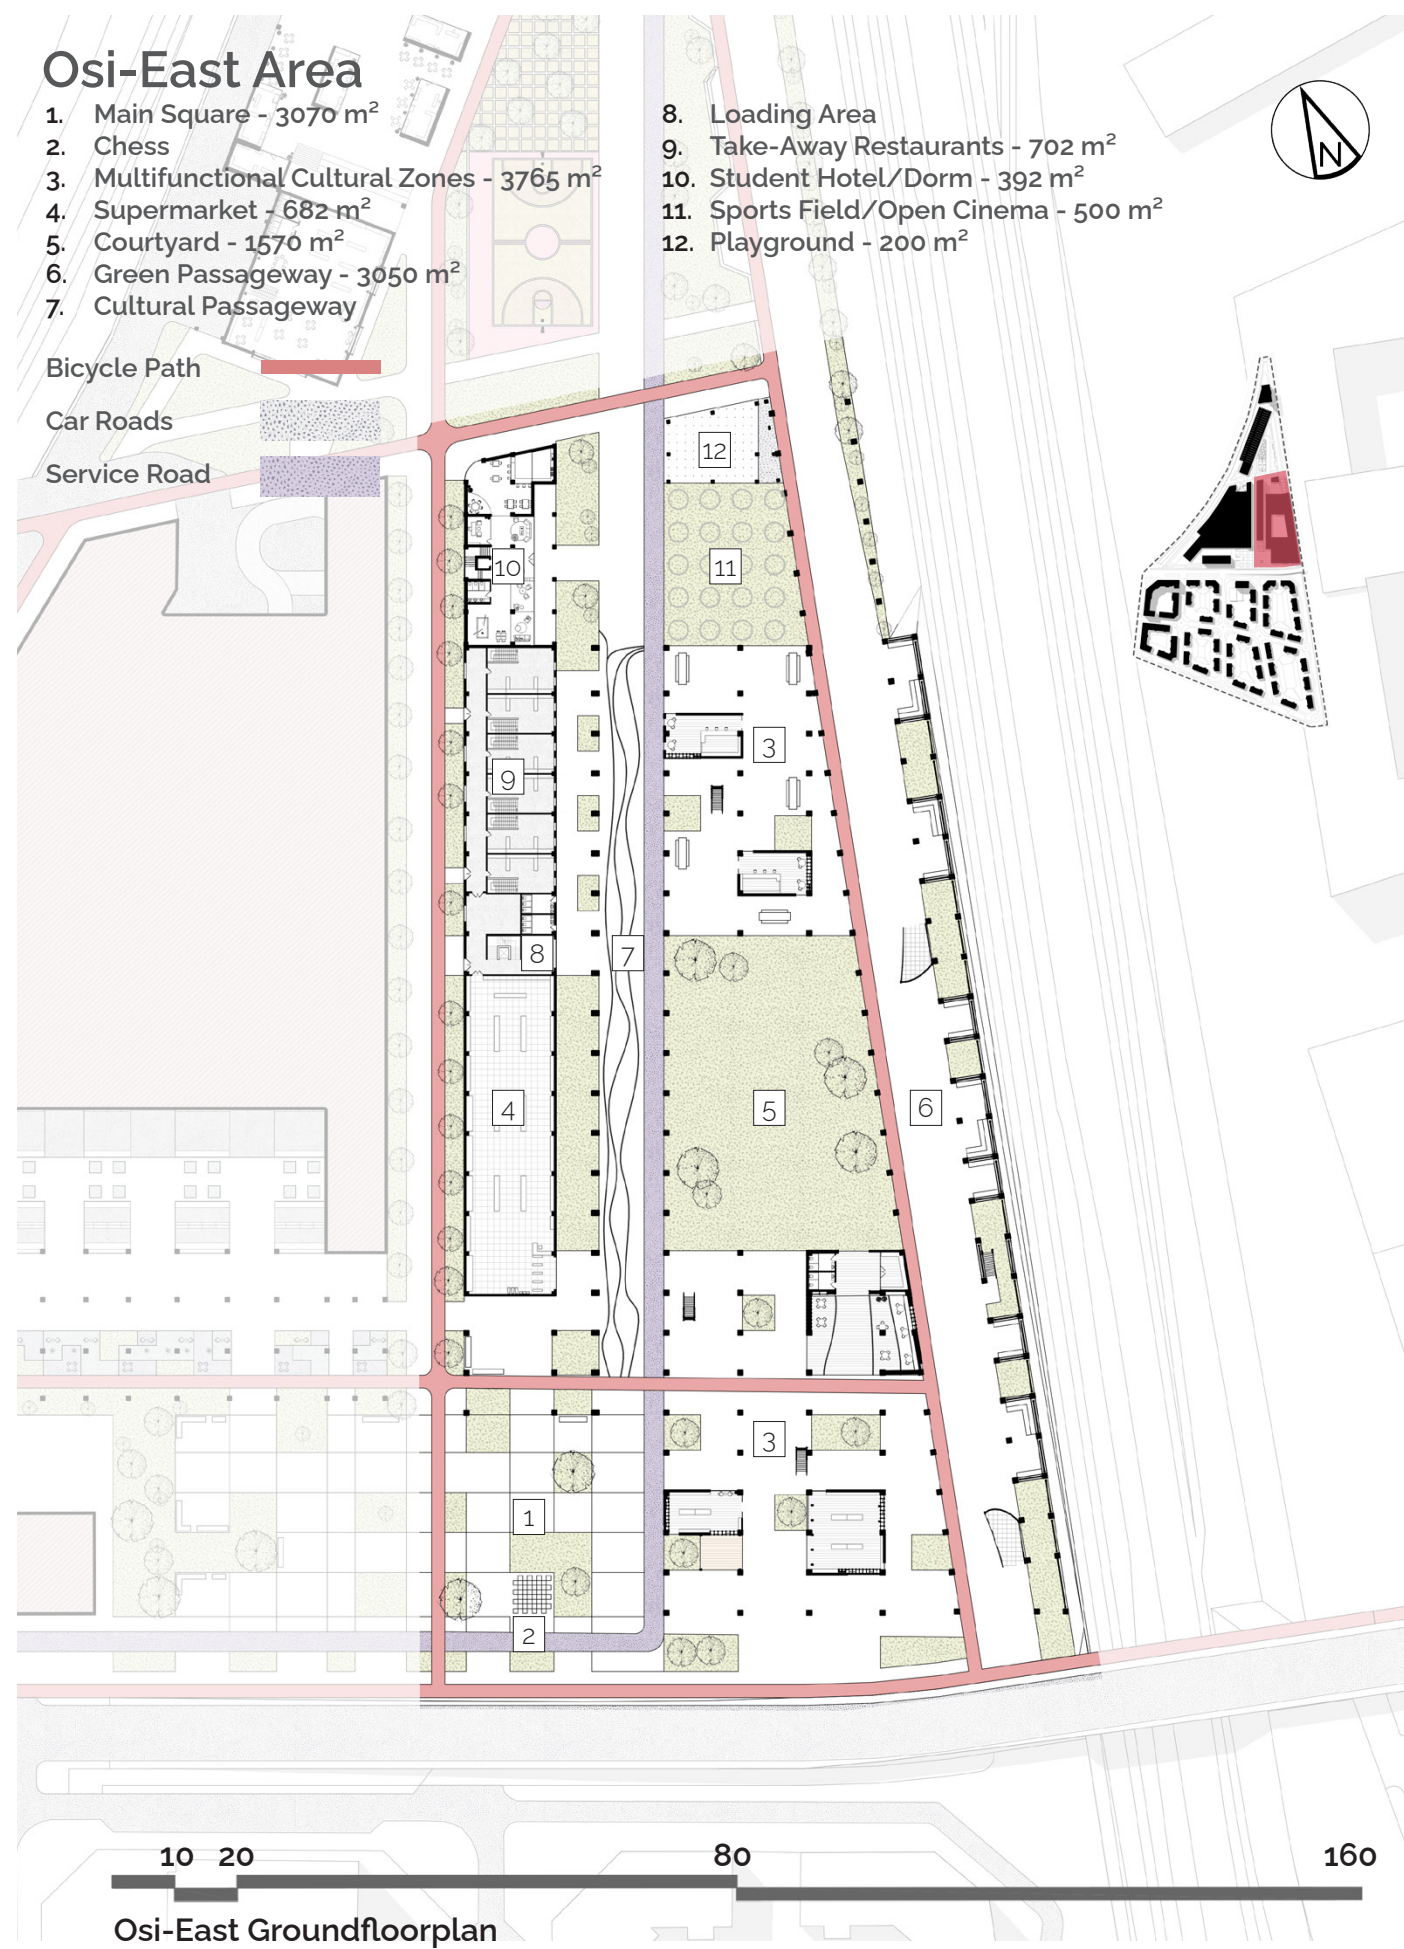 Osi-East Area
1. Main Square - 3070 m²
2. Chess
3. Multifunctional Cultural Zones - 3765 m²
4. Supermarket - 682 m²
5. Courtyard - 1570 m²
6. Green Passageway - 3050 m²
7. Cultural Passageway
8. Loading Area
9. Take-Away Restaurants - 702 m²
10. Student Hotel/Dorm - 392 m²
11. Sports Field/Open Cinema - 500 m²
12. Playground - 200 m²
N
Bicycle Path
Car Roads
Service Road
12
10
11
3
9
8
7
4
5
6
3
1
2
10 20 80 160
Osi-East Groundfloorplan